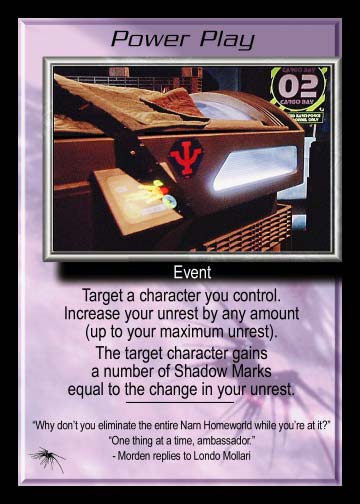 Power Play
CARGO BAY
02
CARGO BAY
Event
Target a character you control.
Increase your unrest by any amount
(up to your maximum unrest).
The target character gains
a number of Shadow Marks
equal to the change in your unrest.
“Why don't you eliminate the entire Narn Homeworld while you're at it?”
“One thing at a time, ambassador.”
- Morden replies to Londo Mollari